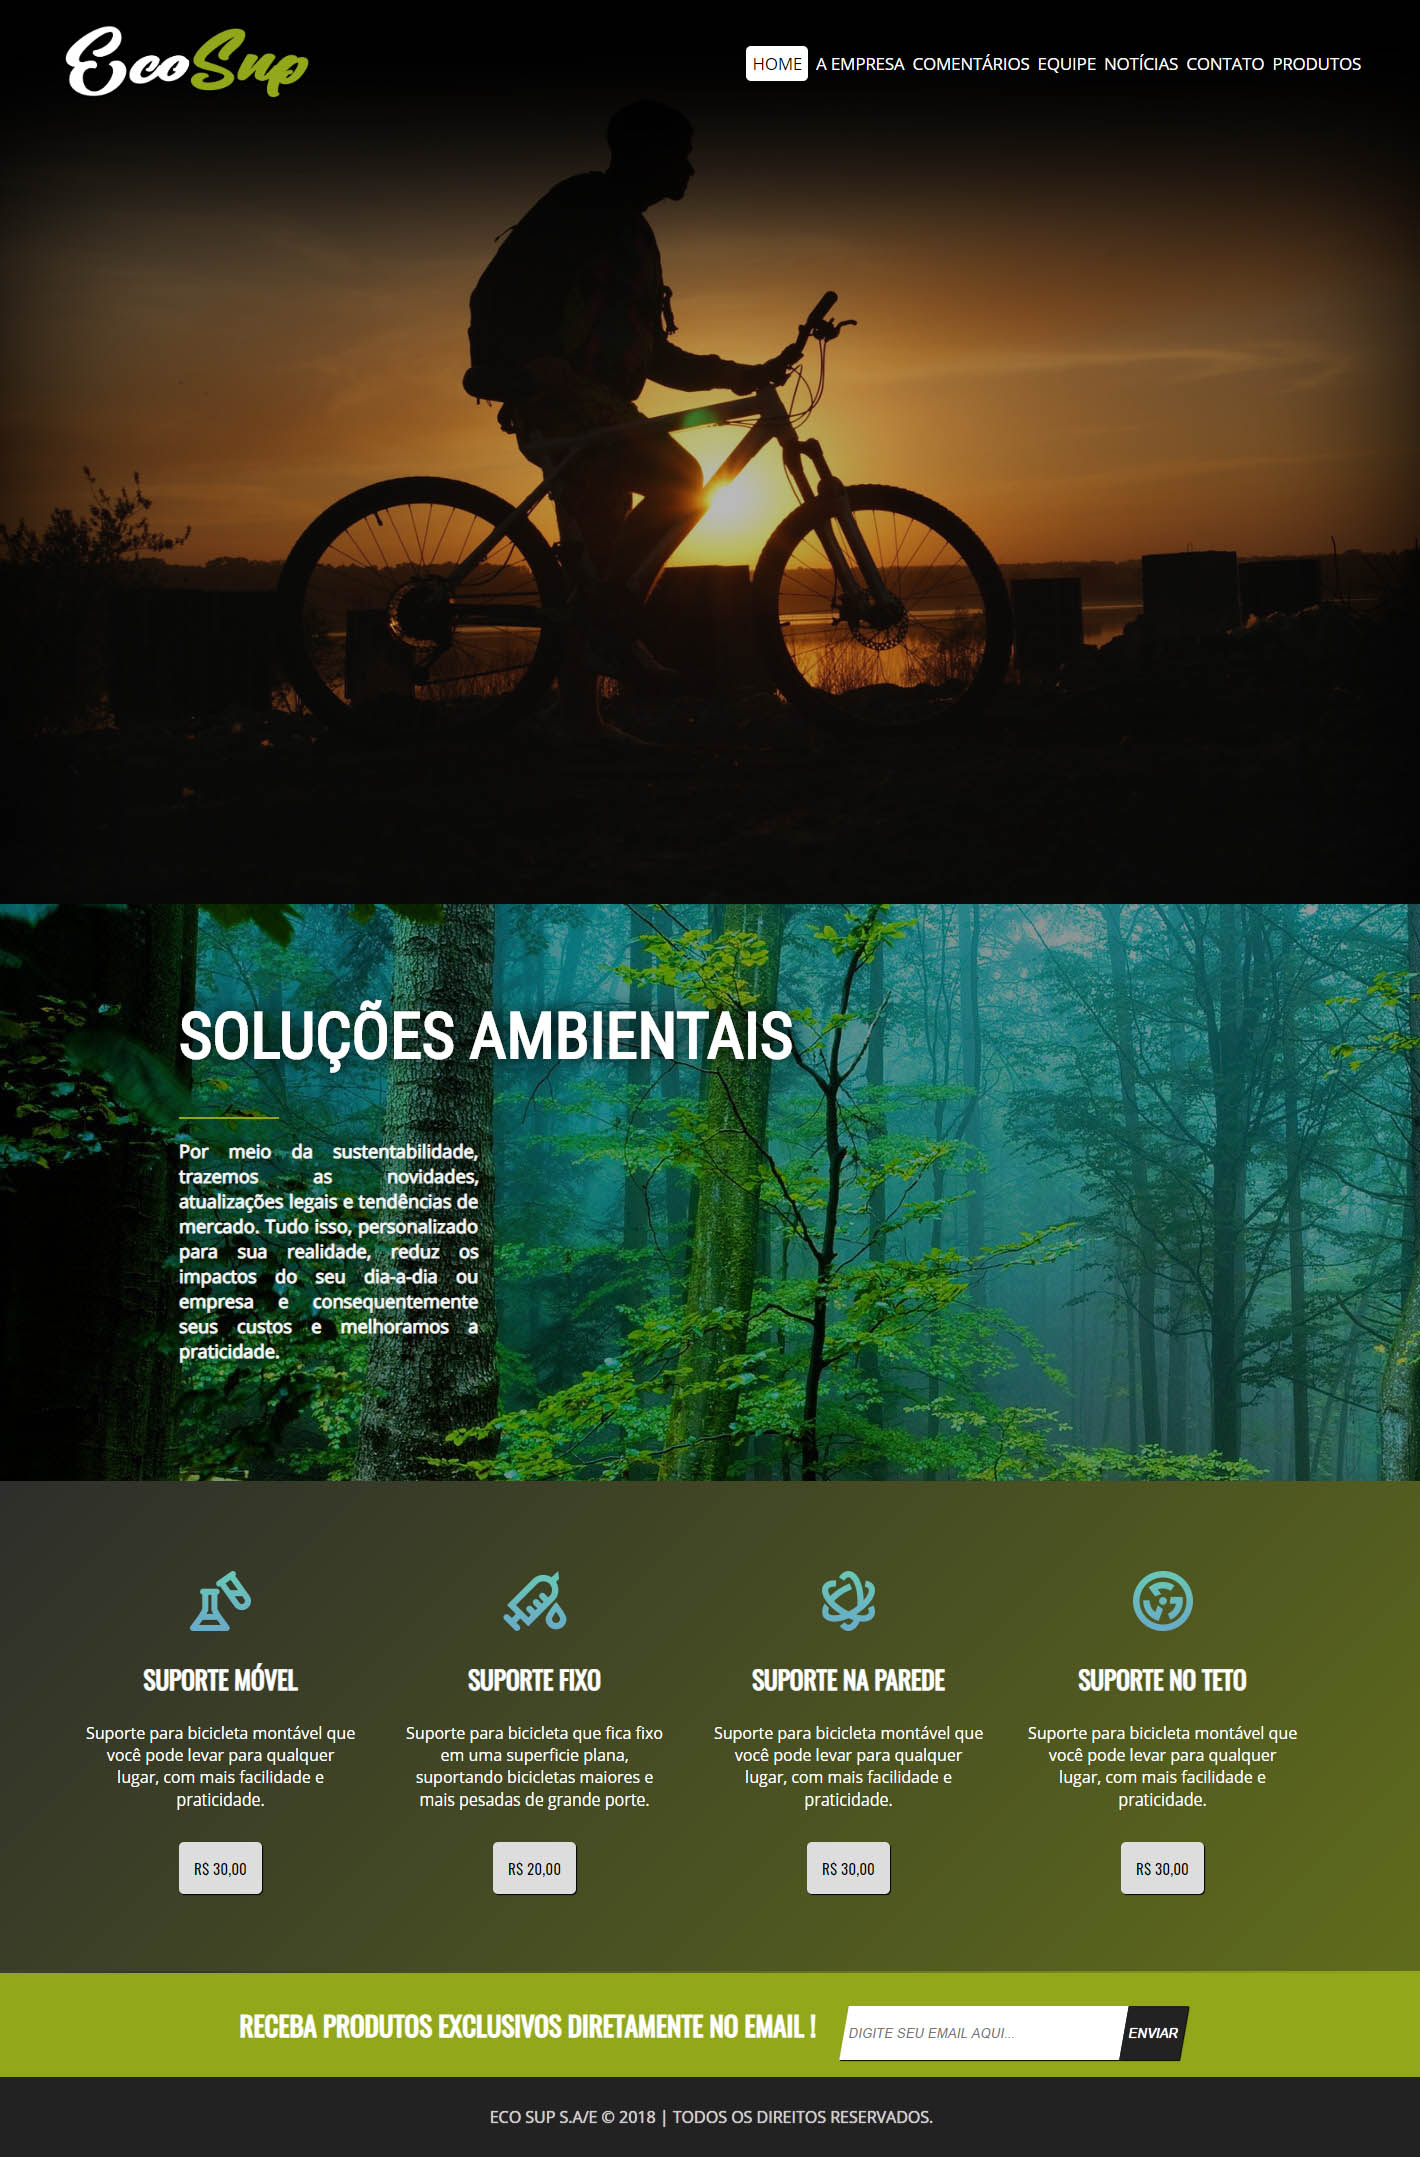 EcoSup
HOME A EMPRESA COMENTÁRIOS EQUIPE NOTÍCIAS CONTATO PRODUTOS
SOLUÇÕES AMBIENTAIS
Por meio da sustentabilidade,
trazemos as novidades,
atualizações legais e tendências de
mercado. Tudo isso, personalizado
para sua realidade, reduz os
impactos do seu dia-a-dia ou
empresa e consequentemente
seus custos e melhoramos a
praticidade.
SUPORTE MÓVEL
Suporte para bicicleta montável que
você pode levar para qualquer
lugar, com mais facilidade e
praticidade.
R$ 30,00
SUPORTE FIXO
Suporte para bicicleta que fica fixo
em uma superficie plana,
suportando bicicletas maiores e
mais pesadas de grande porte.
R$ 20,00
SUPORTE NA PAREDE
Suporte para bicicleta montável que
você pode levar para qualquer
lugar, com mais facilidade e
praticidade.
R$ 30,00
SUPORTE NO TETO
Suporte para bicicleta montável que
você pode levar para qualquer
lugar, com mais facilidade e
praticidade.
R$ 30,00
RECEBA PRODUTOS EXCLUSIVOS DIRETAMENTE NO EMAIL !
DIGITE SEU EMAIL AQUI...
ENVIAR
ECO SUP S.A/E © 2018 | TODOS OS DIREITOS RESERVADOS.